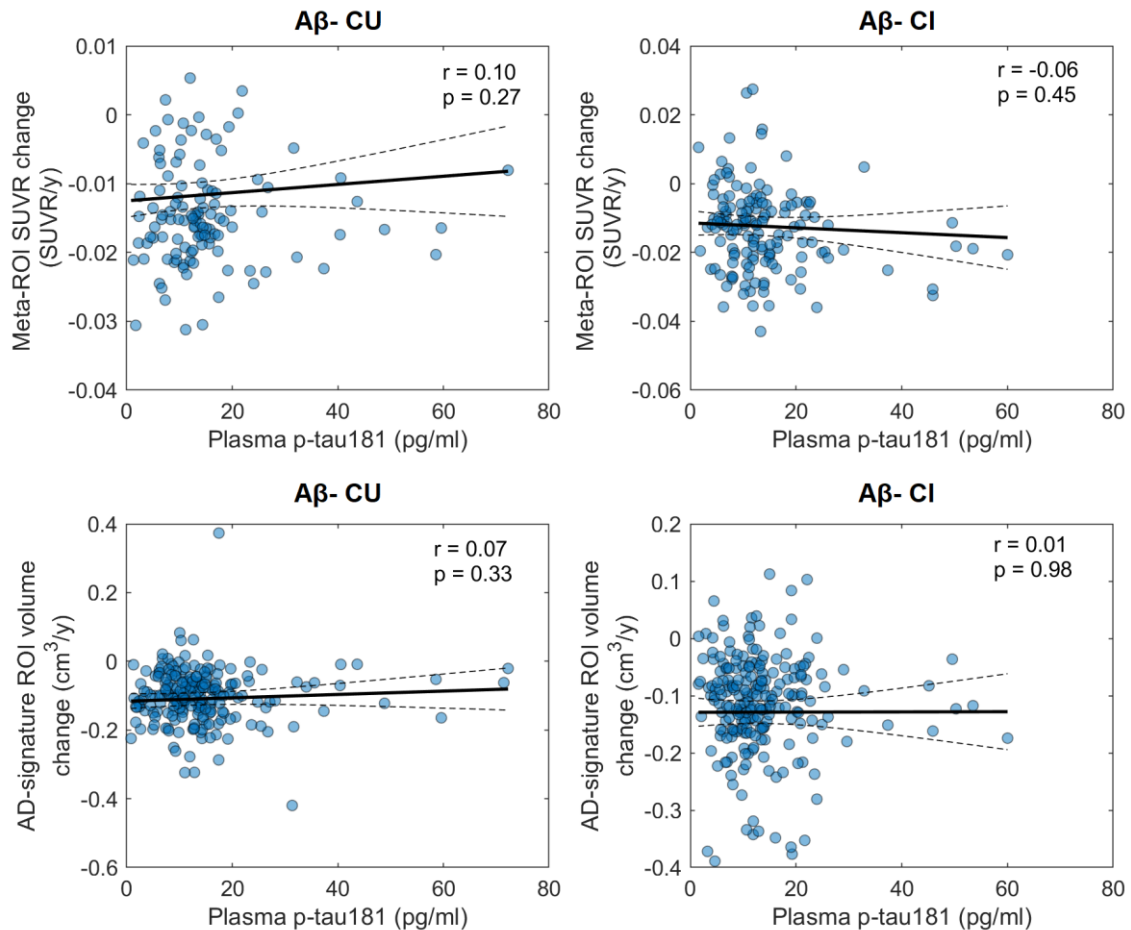 Aβ- CU
r = 0.10
p = 0.27
0.01
0
-0.01
-0.02
-0.03
-0.04
Meta-ROI SUVR change
(SUVR/y)
0 20 40 60 80
Plasma p-tau181 (pg/ml)
Aβ- CI
r = -0.06
p = 0.45
0.04
0.02
0
-0.02
-0.04
-0.06
Meta-ROI SUVR change
(SUVR/y)
0 20 40 60 80
Plasma p-tau181 (pg/ml)
Aβ- CU
r = 0.07
p = 0.33
0.4
0.2
0
-0.2
-0.4
-0.6
AD-signature ROI volume
change (cm³/y)
0 20 40 60 80
Plasma p-tau181 (pg/ml)
Aβ- CI
r = 0.01
p = 0.98
0.2
0.1
0
-0.1
-0.2
-0.3
-0.4
AD-signature ROI volume
change (cm³/y)
0 20 40 60 80
Plasma p-tau181 (pg/ml)